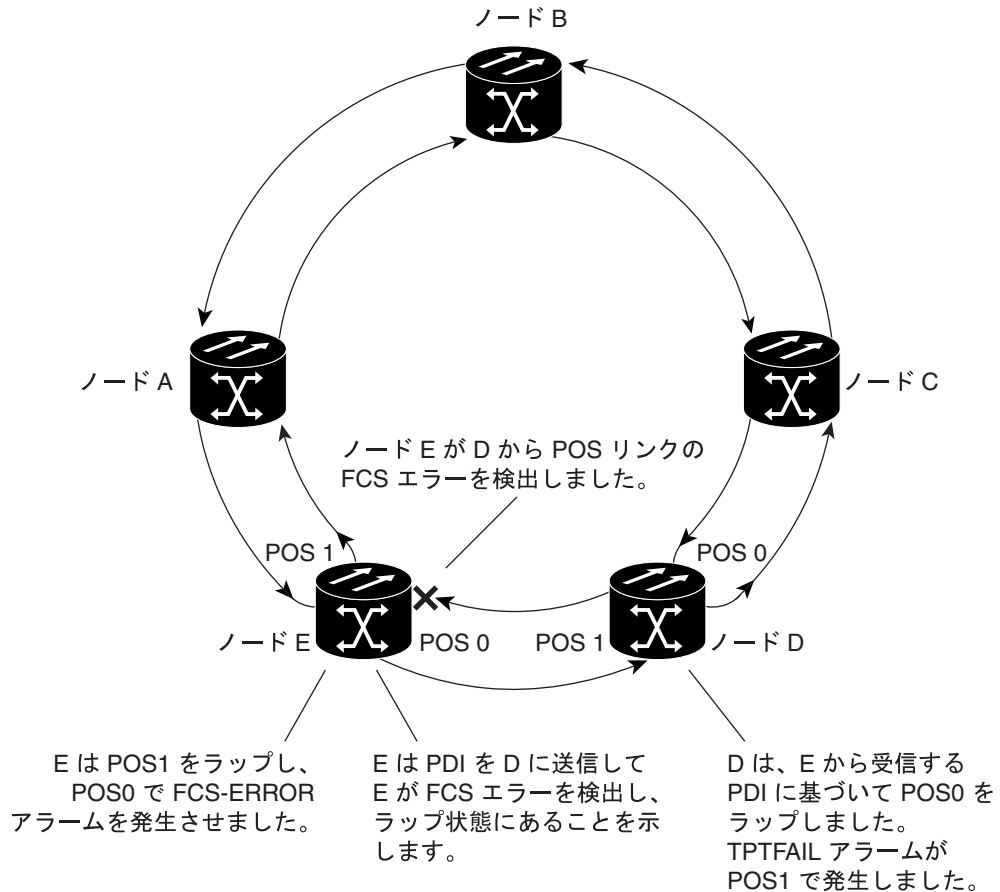 ノード B
ノード A
ノード C
ノード E が D から POS リンクの
FCS エラーを検出しました。
POS 1
POS 0
ノード E
POS 0
POS 1
ノード D
E は POS1 をラップし、
POS0 で FCS-ERROR
アラームを発生させました。
E は PDI を D に送信して
E が FCS エラーを検出し、
ラップ状態にあることを示
します。
D は、E から受信する
PDI に基づいて POS0 を
ラップしました。
TPTFAIL アラームが
POS1 で発生しました。